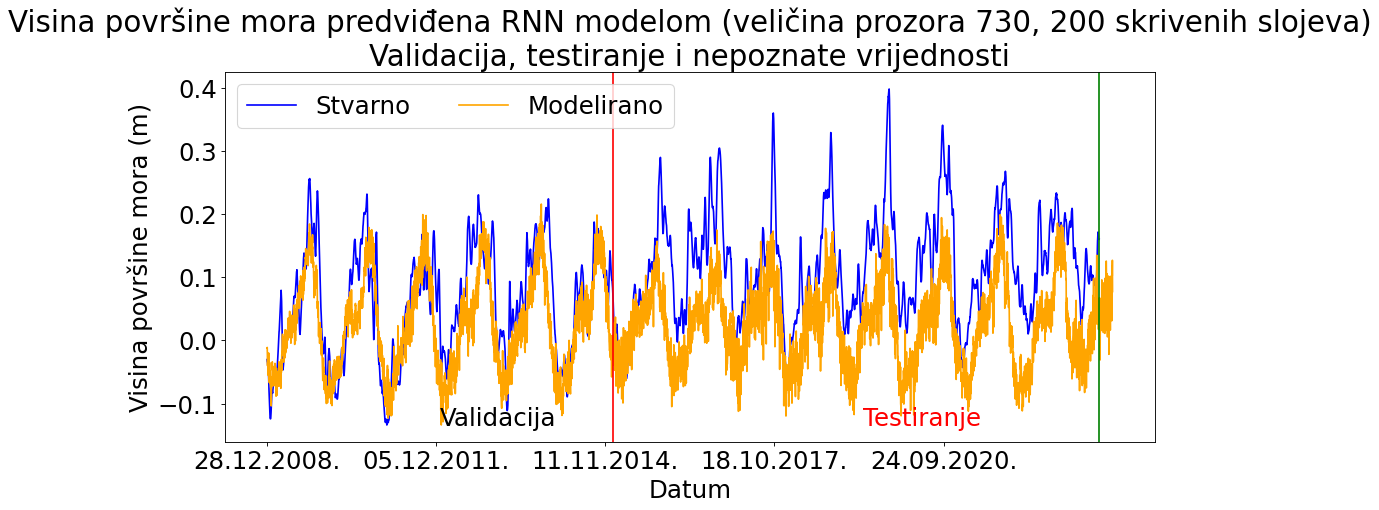 Visina površine mora predviđena RNN modelom (veličina prozora 730, 200 skrivenih slojeva)
Validacija, testiranje i nepoznate vrijednosti
Stvarno Modelirano
Visina površine mora (m)
0.4
0.3
0.2
0.1
0.0
−0.1
Validacija Testiranje
28.12.2008. 05.12.2011. 11.11.2014. 18.10.2017. 24.09.2020.
Datum